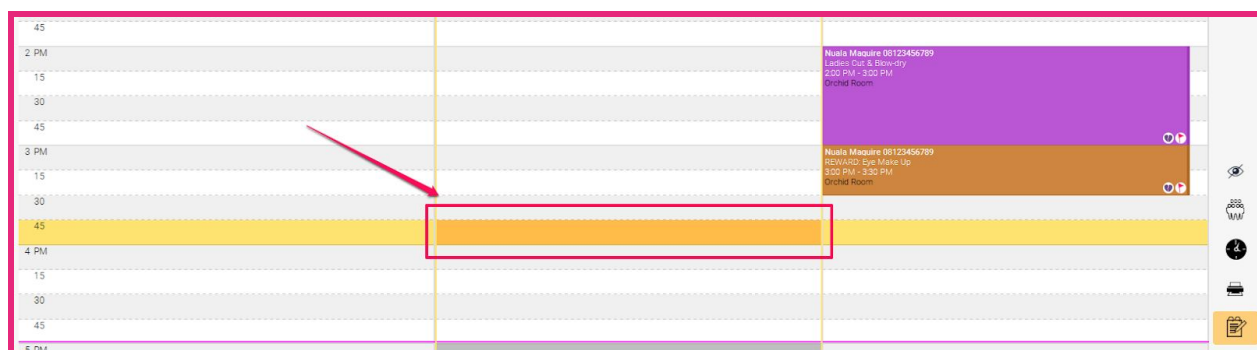 45
2 PM
15
30
45
3 PM
15
30
45
4 PM
15
30
45
5 PM
Nuala Maquire 08123456789
Ladies Cut & Blow-dry
2:00 PM - 3:00 PM
Orchid Room
Nuala Maquire 08123456789
REWARD: Eye Make Up
3:00 PM - 3:30 PM
Orchid Room